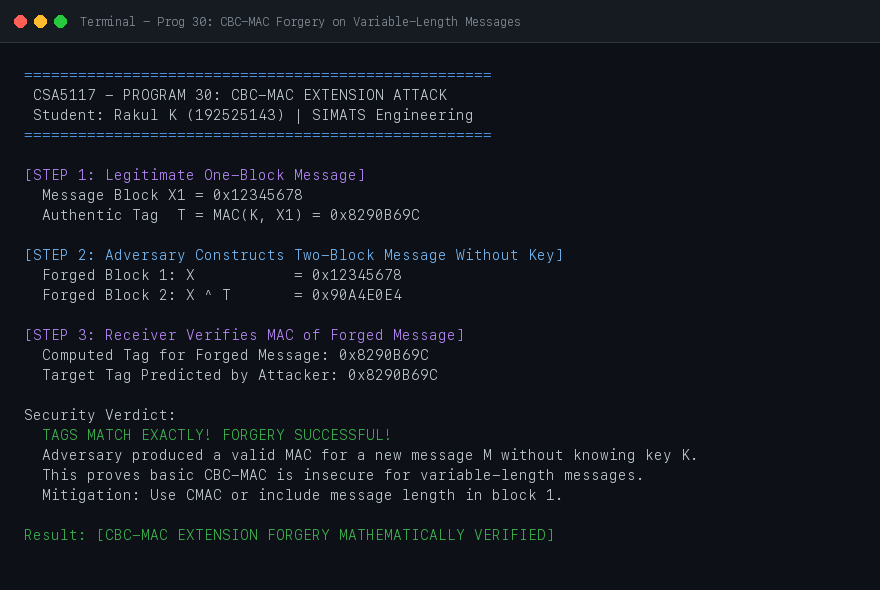 Terminal — Prog 30: CBC-MAC Forgery on Variable-Length Messages
====================================================
CSA5117 - PROGRAM 30: CBC-MAC EXTENSION ATTACK
Student: Rakul K (192525143) | SIMATS Engineering
====================================================
[STEP 1: Legitimate One-Block Message]
Message Block X1 = 0x12345678
Authentic Tag  T = MAC(K, X1) = 0x8290B69C
[STEP 2: Adversary Constructs Two-Block Message Without Key]
Forged Block 1: X           = 0x12345678
Forged Block 2: X ^ T       = 0x90A4E0E4
[STEP 3: Receiver Verifies MAC of Forged Message]
Computed Tag for Forged Message: 0x8290B69C
Target Tag Predicted by Attacker: 0x8290B69C
Security Verdict:
TAGS MATCH EXACTLY! FORGERY SUCCESSFUL!
Adversary produced a valid MAC for a new message M without knowing key K.
This proves basic CBC-MAC is insecure for variable-length messages.
Mitigation: Use CMAC or include message length in block 1.
Result: [CBC-MAC EXTENSION FORGERY MATHEMATICALLY VERIFIED]